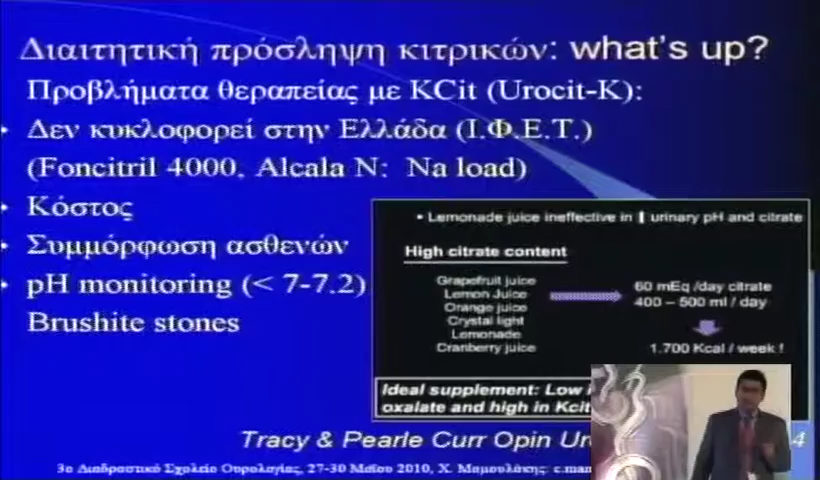 Διαιτητική πρόσληψη κιτρικών: what's up?
Προβλήματα θεραπείας με KCit (Urocit-K):
Δεν κυκλοφορεί στην Ελλάδα (Ι.Φ.Ε.Τ.)
(Foncitril 4000, Alcala N: Na load)
Κόστος
Συμμόρφωση ασθενών
pH monitoring (< 7-7.2)
Brushite stones
• Lemonade juice ineffective in urinary pH and citrate
High citrate content
Grapefruit juice
Lemon Juice
Orange juice
Crystal light
Lemonade
Cranberry juice
60 mEq /day citrate
400 – 500 ml / day
1.700 Kcal / week !
Ideal supplement: Low
oxalate and high in Kcit
Tracy & Pearle Curr Opin
4
3ο Διαδραστικό Σχολείο Ουρολογίας, 27-30 Μαΐου 2010, Χ. Μαμουλάκης: